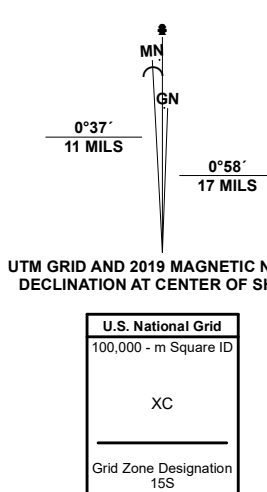 MN
GN
0°37´
11 MILS
0°58´
17 MILS
UTM GRID AND 2019 MAGNETIC
DECLINATION AT CENTER OF
U.S. National Grid
100,000 - m Square ID
XC
Grid Zone Designation
15S